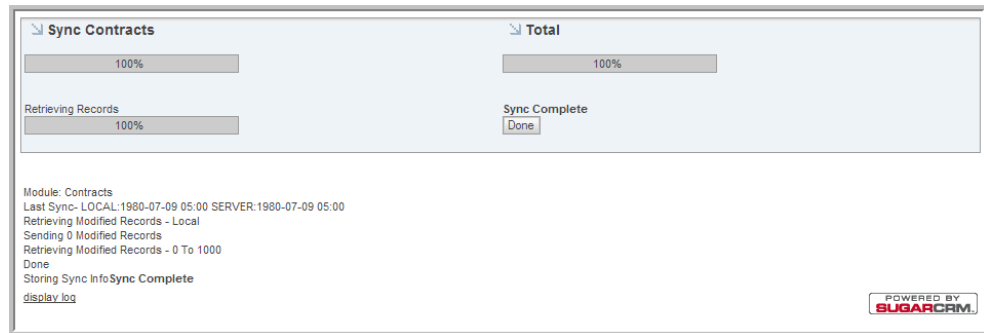 Sync Contracts
Total
100%
100%
Retrieving Records
Sync Complete
100%
Done
Module: Contracts
Last Sync- LOCAL:1980-07-09 05:00 SERVER:1980-07-09 05:00
Retrieving Modified Records - Local
Sending 0 Modified Records
Retrieving Modified Records - 0 To 1000
Done
Storing Sync InfoSync Complete
display log
POWERED BY
SUGARCRM.